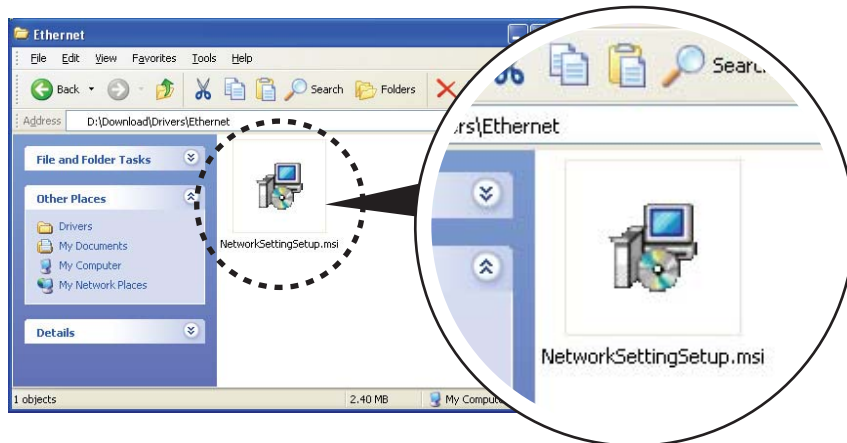 Ethernet
File Edit View Favorites Tools Help
Back Search Folders
Address D:\Download\Drivers\Ethernet
File and Folder Tasks
Other Places
Drivers
My Documents
My Computer
My Network Places
Details
NetworkSettingSetup.msi
1 objects 2.40 MB My Compu
Searc
rs\Ethernet
NetworkSettingSetup.msi